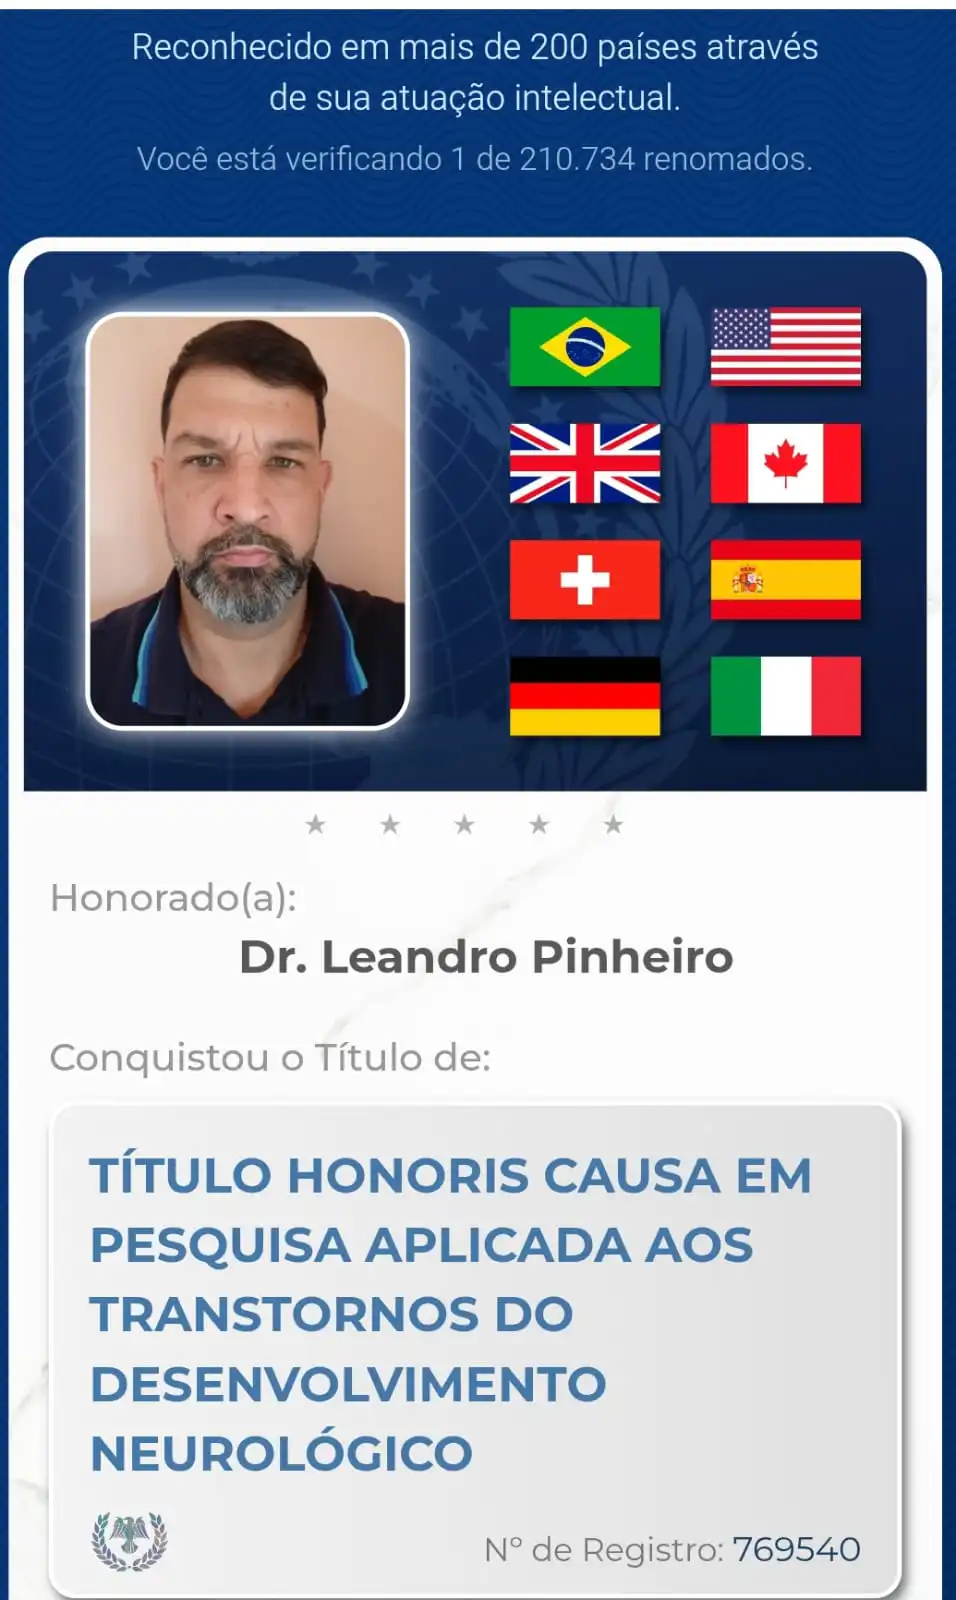 Reconhecido em mais de 200 países através
de sua atuação intelectual.
Você está verificando 1 de 210.734 renomados.
Honorado(a):
Dr. Leandro Pinheiro
Conquistou o Título de:
TÍTULO HONORIS CAUSA EM
PESQUISA APLICADA AOS
TRANSTORNOS DO
DESENVOLVIMENTO
NEUROLÓGICO
Nº de Registro: 769540